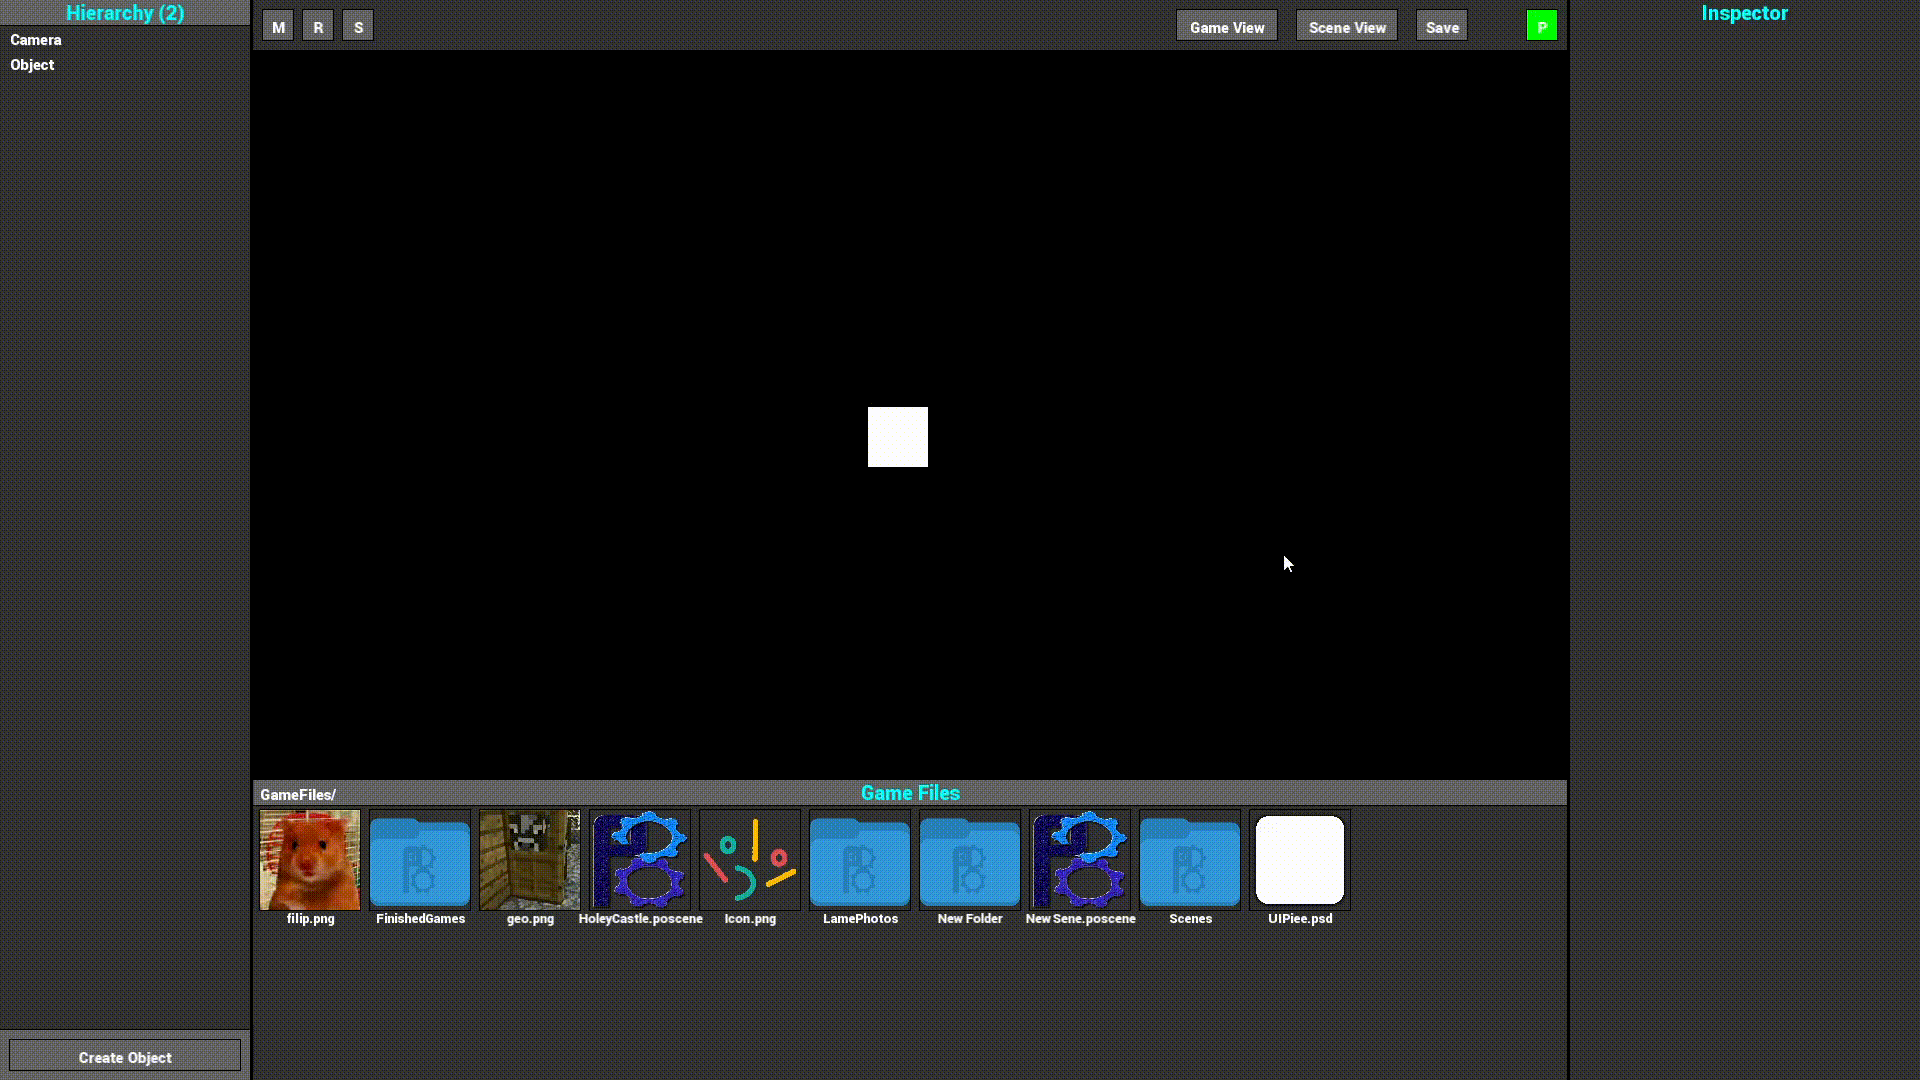 Hierarchy (2)
Camera
Object
M R S
Game View Scene View Save P
Inspector
GameFiles/
Game Files
filip.png
FinishedGames
geo.png
HoleyCastle.poscene
Icon.png
LamePhotos
New Folder
New Sene.poscene
Scenes
UIPiee.psd
Create Object